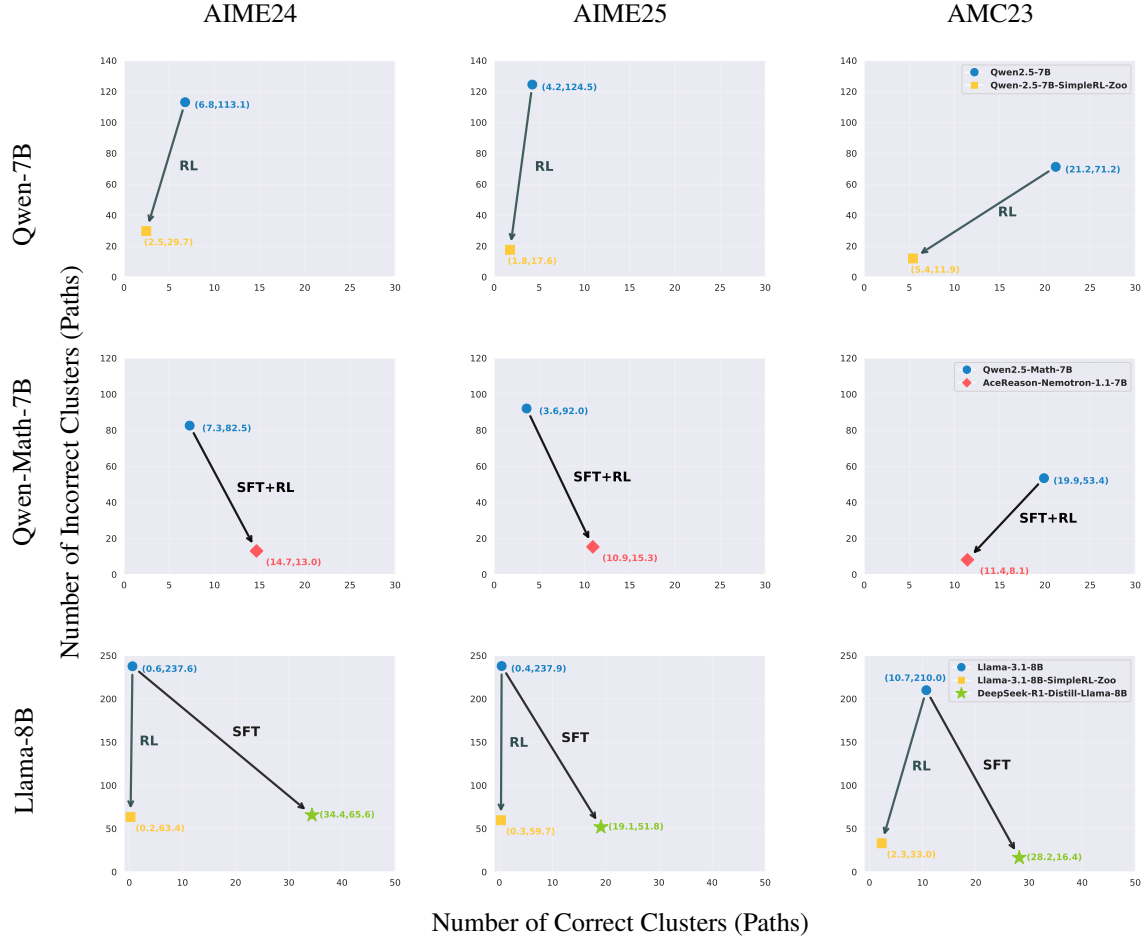 AIME24
AIME25
AMC23
Number of Incorrect Clusters (Paths)
Qwen-7B
140
120
100
80
60
40
20
0
0 5 10 15 20 25 30
(6.8,113.1)
RL
(2.5,29.7)
140
120
100
80
60
40
20
0
0 5 10 15 20 25 30
(4.2,124.5)
RL
(1.8,17.6)
140
120
100
80
60
40
20
0
0 5 10 15 20 25 30
Qwen2.5-7B
Qwen-2.5-7B-SimpleRL-Zoo
(21.2,71.2)
RL
(5.4,11.9)
Qwen-Math-7B
120
100
80
60
40
20
0
0 5 10 15 20 25 30
(7.3,82.5)
SFT+RL
(14.7,13.0)
120
100
80
60
40
20
0
0 5 10 15 20 25 30
(3.6,92.0)
SFT+RL
(10.9,15.3)
120
100
80
60
40
20
0
0 5 10 15 20 25 30
Qwen2.5-Math-7B
AceReason-Nemotron-1.1-7B
(19.9,53.4)
SFT+RL
(11.4,8.1)
Llama-8B
250
200
150
100
50
0
0 10 20 30 40 50
(0.6,237.6)
SFT
RL
(0.2,63.4)
(34.4,65.6)
250
200
150
100
50
0
0 10 20 30 40 50
(0.4,237.9)
SFT
RL
(0.3,59.7)
(19.1,51.8)
250
200
150
100
50
0
0 10 20 30 40 50
Llama-3.1-8B
Llama-3.1-8B-SimpleRL-Zoo
DeepSeek-R1-Distill-Llama-8B
(10.7,210.0)
RL
SFT
(2.3,33.0)
(28.2,16.4)
Number of Correct Clusters (Paths)